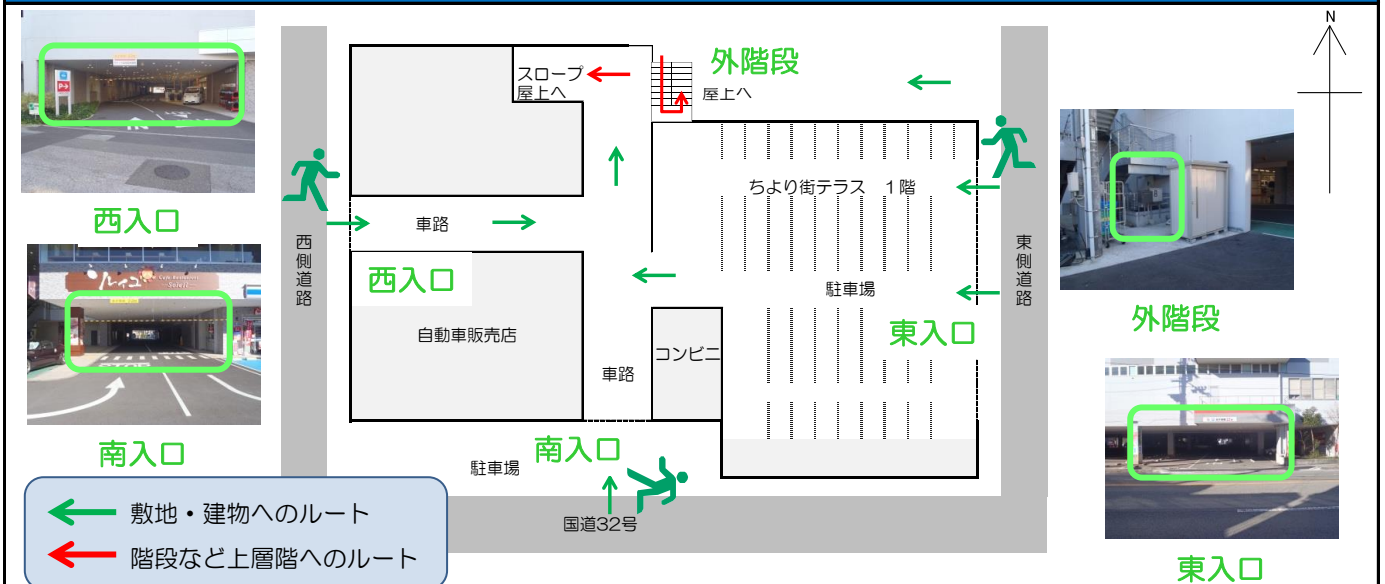 N
外階段
スロープ
屋上へ
屋上へ
ちより街テラス 1階
西入口
車路
西側道路
東側道路
西入口
駐車場
外階段
自動車販売店
東入口
コンビニ
車路
南入口
南入口
駐車場
国道32号
東入口
敷地・建物へのルート
階段など上層階へのルート
ソレイユ
STOP
P